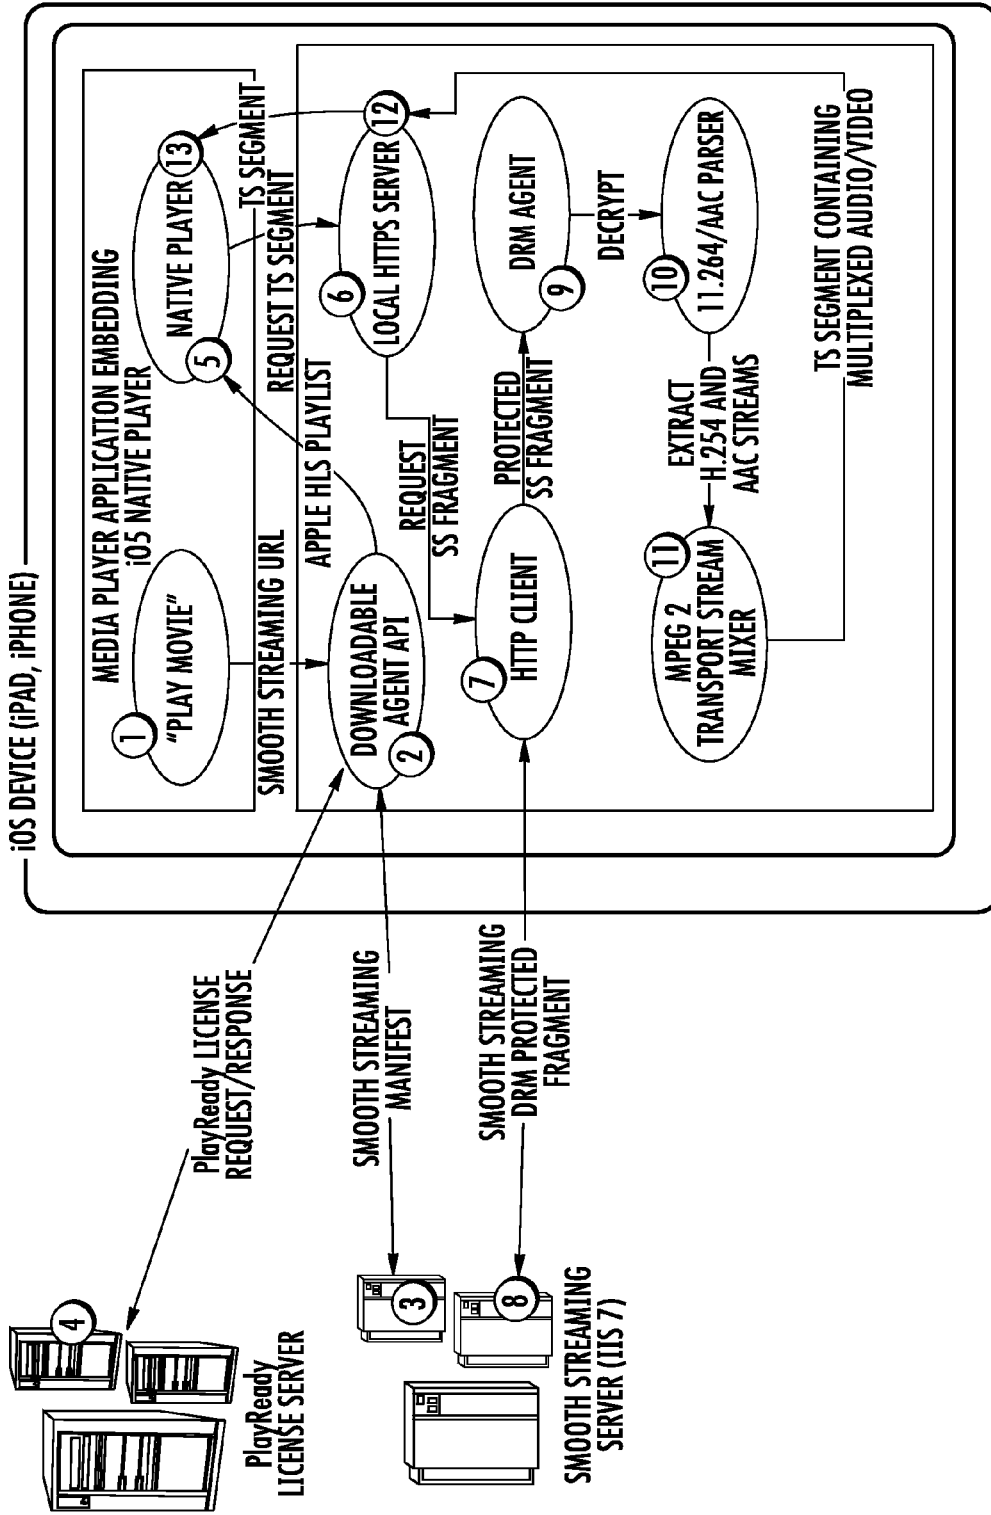 iOS DEVICE (iPAD, iPHONE)
MEDIA PLAYER APPLICATION EMBEDDING
iO5 NATIVE PLAYER
1
"PLAY MOVIE"
5
NATIVE PLAYER
13
SMOOTH STREAMING URL
APPLE HLS PLAYLIST
REQUEST TS SEGMENT
TS SEGMENT
DOWNLOADABLE
AGENT API
2
6
LOCAL HTTPS SERVER
12
REQUEST
SS FRAGMENT
7
HTTP CLIENT
PROTECTED
SS FRAGMENT
DRM AGENT
9
DECRYPT
10
11.264/AAC PARSER
EXTRACT
H.254 AND
AAC STREAMS
11
MPEG 2
TRANSPORT STREAM
MIXER
TS SEGMENT CONTAINING
MULTIPLEXED AUDIO/VIDEO
PlayReady LICENSE
REQUEST/RESPONSE
SMOOTH STREAMING
MANIFEST
SMOOTH STREAMING
DRM PROTECTED
FRAGMENT
4
PlayReady
LICENSE SERVER
3
8
SMOOTH STREAMING
SERVER (IIS 7)